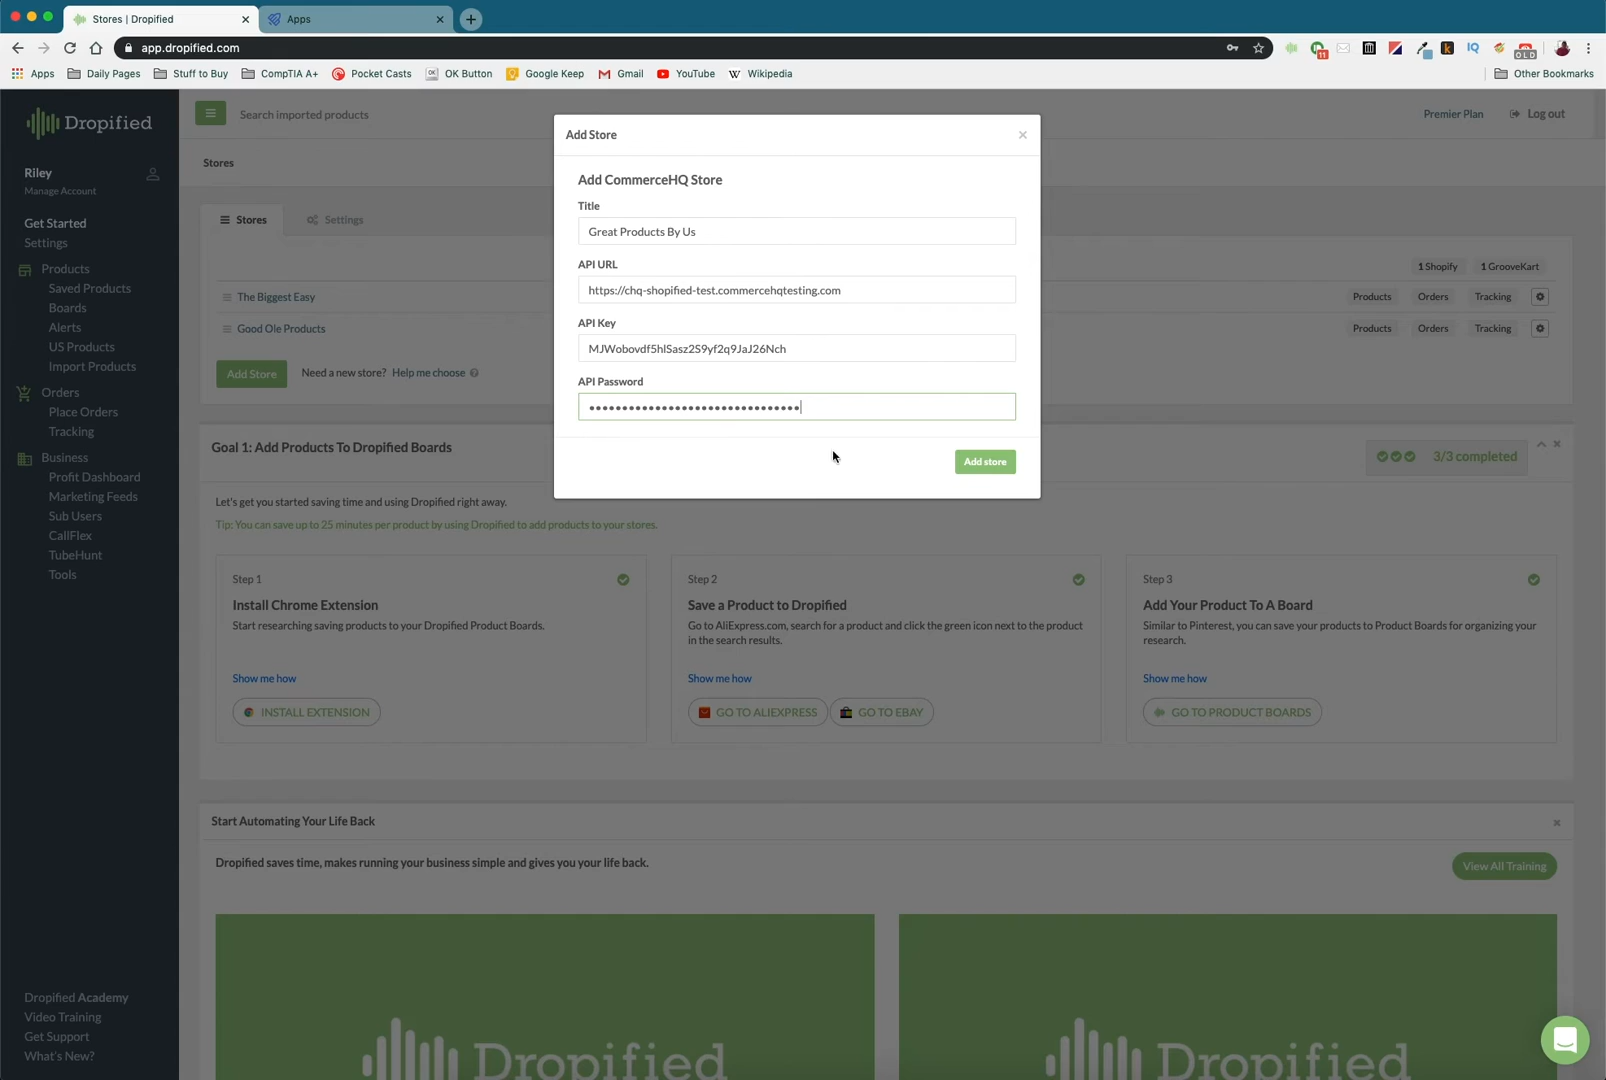 Stores | Dropified
Apps
app.dropified.com
11
OLD
Apps
Daily Pages
Stuff to Buy
CompTIA A+
Pocket Casts
OK Button
Google Keep
Gmail
YouTube
Wikipedia
Other Bookmarks
Dropified
Search imported products
Premier Plan
Log out
Riley
Manage Account
Stores
Get Started
Settings
Products
Saved Products
Boards
Alerts
US Products
Import Products
Orders
Place Orders
Tracking
Business
Profit Dashboard
Marketing Feeds
Sub Users
CallFlex
TubeHunt
Tools
Dropified Academy
Video Training
Get Support
What's New?
Stores
Settings
1 Shopify
1 GrooveKart
The Biggest Easy
Products Orders Tracking
Good Ole Products
Products Orders Tracking
Add Store
Need a new store? Help me choose
Add Store
Add CommerceHQ Store
Title
Great Products By Us
API URL
https://chq-shopified-test.commercehqtesting.com
API Key
MJWobovdf5hlSasz2S9yf2q9JaJ26Nch
API Password
Add store
Goal 1: Add Products To Dropified Boards
3/3 completed
Let's get you started saving time and using Dropified right away.
Tip: You can save up to 25 minutes per product by using Dropified to add products to your stores.
Step 1
Install Chrome Extension
Start researching saving products to your Dropified Product Boards.
Show me how
INSTALL EXTENSION
Step 2
Save a Product to Dropified
Go to AliExpress.com, search for a product and click the green icon next to the product
in the search results.
Show me how
GO TO ALIEXPRESS
GO TO EBAY
Step 3
Add Your Product To A Board
Similar to Pinterest, you can save your products to Product Boards for organizing your
research.
Show me how
GO TO PRODUCT BOARDS
Start Automating Your Life Back
Dropified saves time, makes running your business simple and gives you your life back.
View All Training
Dropified
Dropified